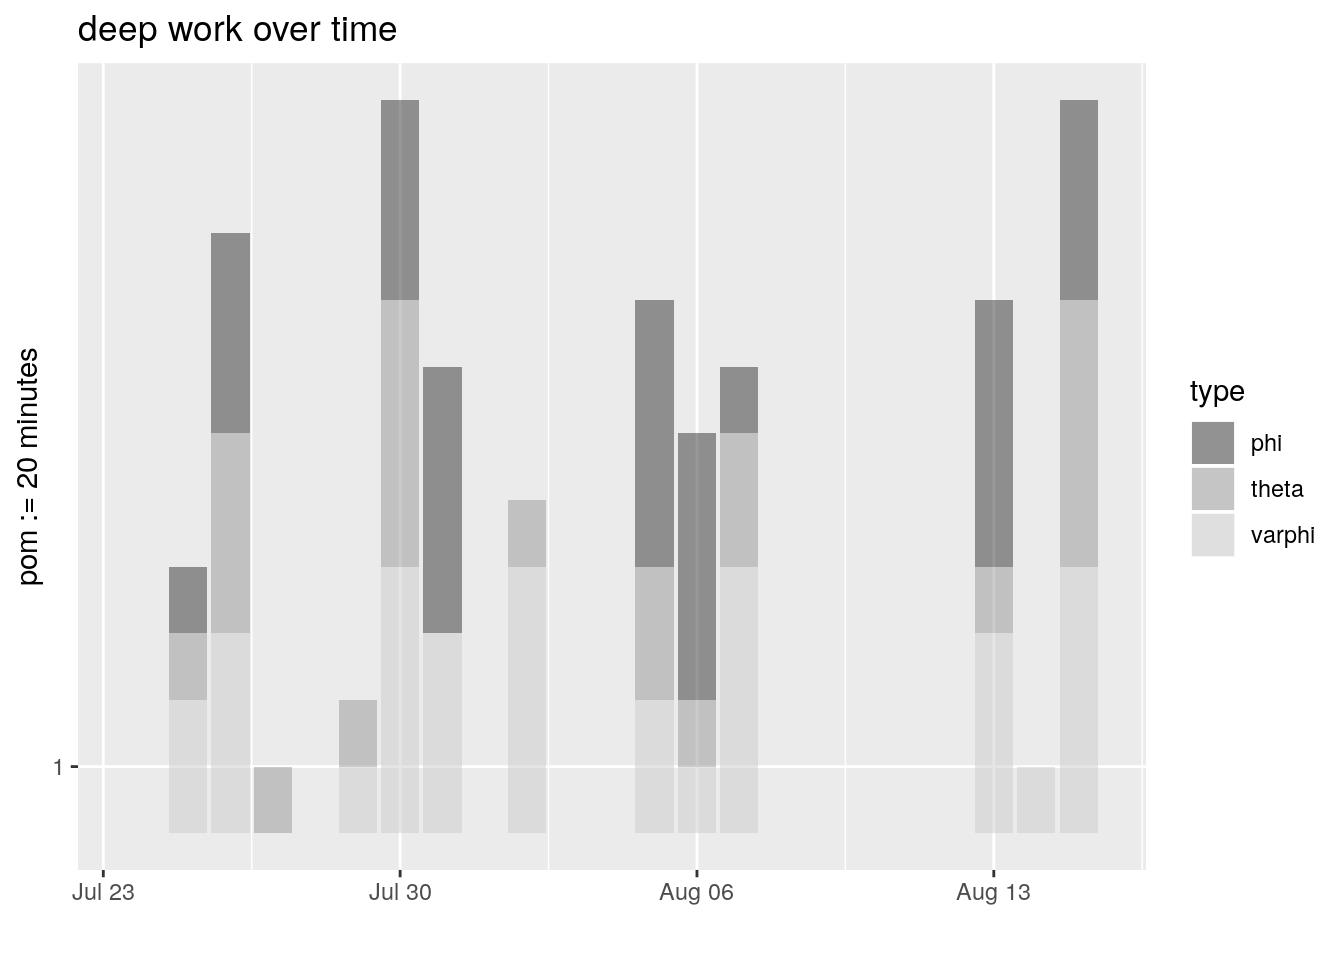 deep work over time
pom := 20 minutes
1
Jul 23
Jul 30
Aug 06
Aug 13
type
phi
theta
varphi